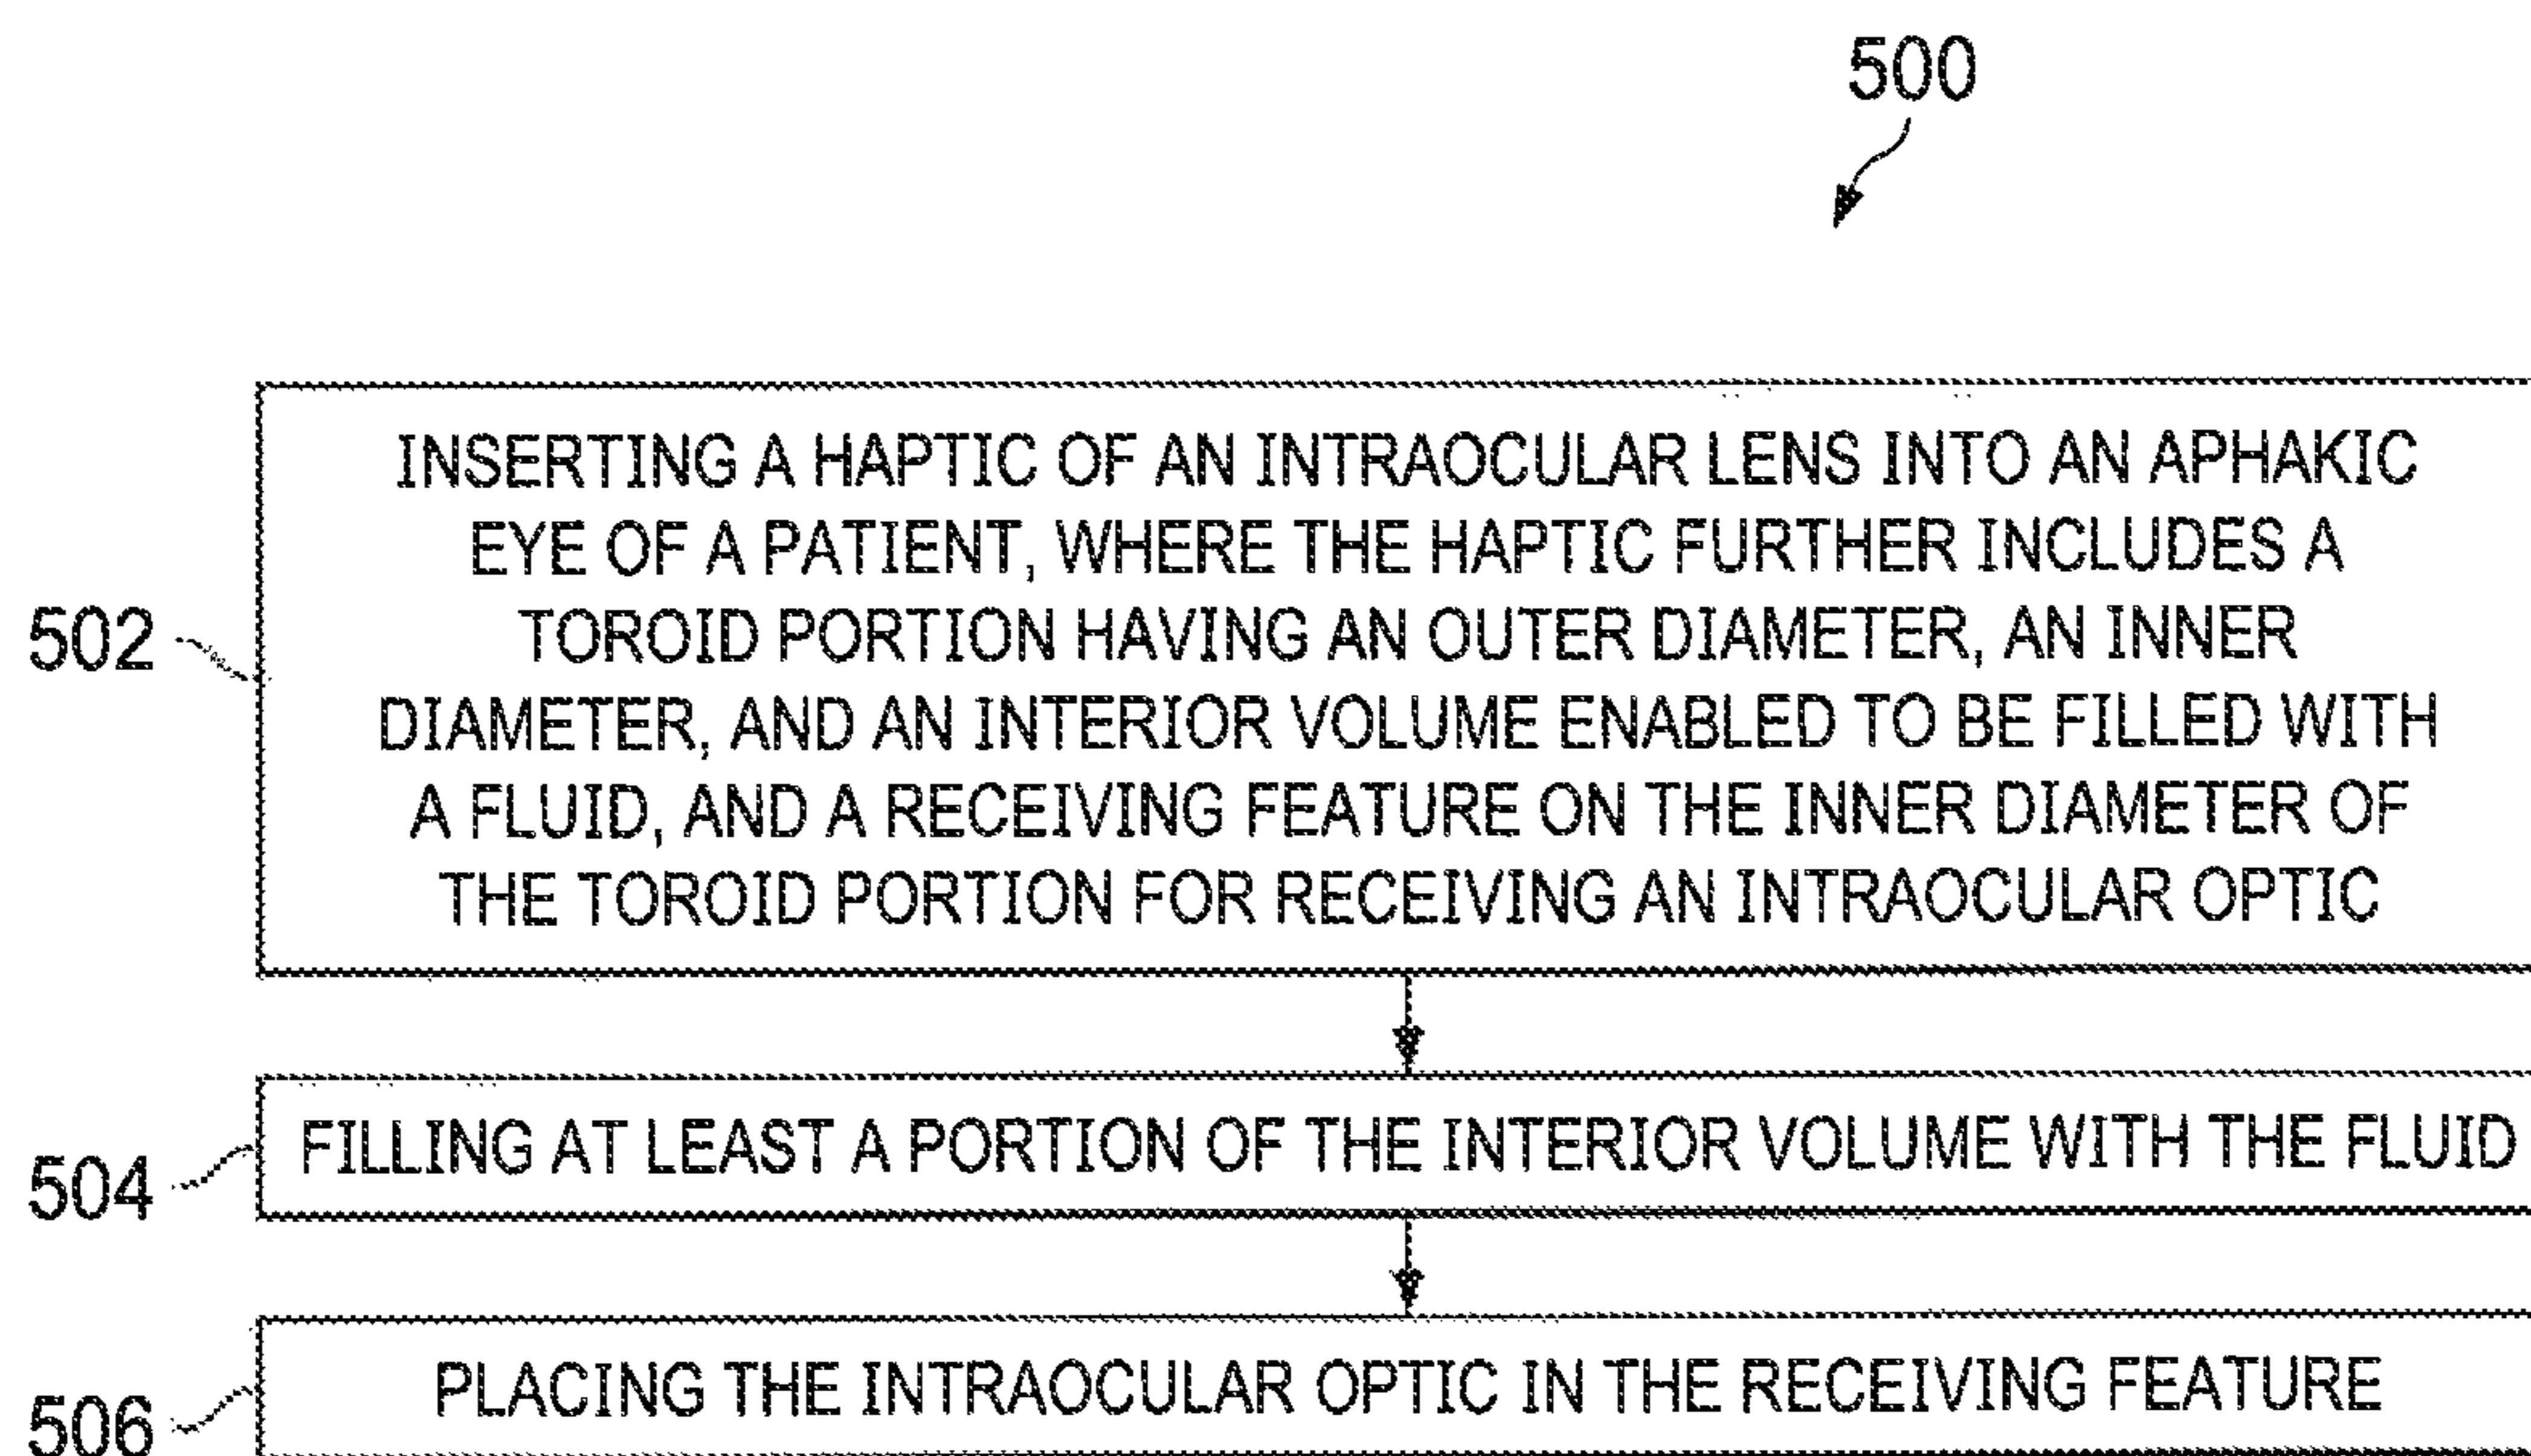 500
502
INSERTING A HAPTIC OF AN INTRAOCULAR LENS INTO AN APHAKIC
EYE OF A PATIENT, WHERE THE HAPTIC FURTHER INCLUDES A
TOROID PORTION HAVING AN OUTER DIAMETER, AN INNER
DIAMETER, AND AN INTERIOR VOLUME ENABLED TO BE FILLED WITH
A FLUID, AND A RECEIVING FEATURE ON THE INNER DIAMETER OF
THE TOROID PORTION FOR RECEIVING AN INTRAOCULAR OPTIC
504
FILLING AT LEAST A PORTION OF THE INTERIOR VOLUME WITH THE FLUID
506
PLACING THE INTRAOCULAR OPTIC IN THE RECEIVING FEATURE